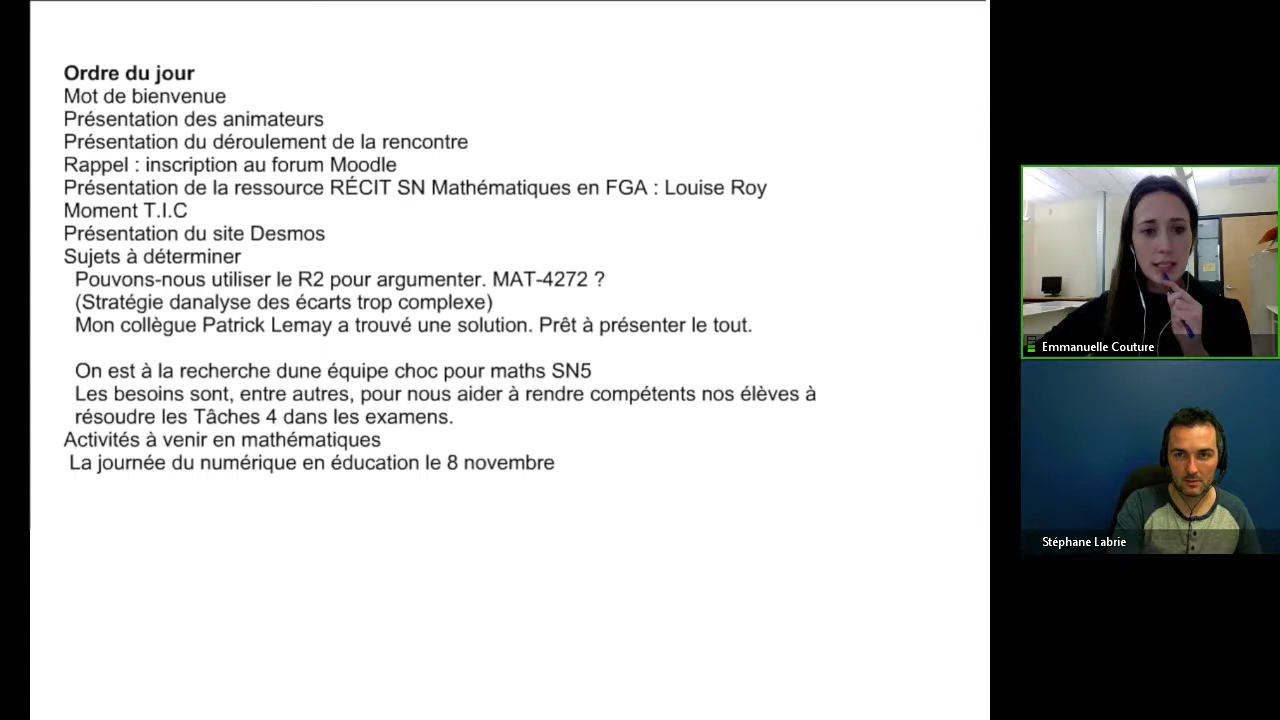 Ordre du jour
Mot de bienvenue
Présentation des animateurs
Présentation du déroulement de la rencontre
Rappel : inscription au forum Moodle
Présentation de la ressource RÉCIT SN Mathématiques en FGA : Louise Roy
Moment T.I.C
Présentation du site Desmos
Sujets à déterminer
Pouvons-nous utiliser le R2 pour argumenter. MAT-4272 ?
(Stratégie danalyse des écarts trop complexe)
Mon collègue Patrick Lemay a trouvé une solution. Prêt à présenter le tout.
On est à la recherche dune équipe choc pour maths SN5
Les besoins sont, entre autres, pour nous aider à rendre compétents nos élèves à
résoudre les Tâches 4 dans les examens.
Activités à venir en mathématiques
La journée du numérique en éducation le 8 novembre
Emmanuelle Couture
Stéphane Labrie